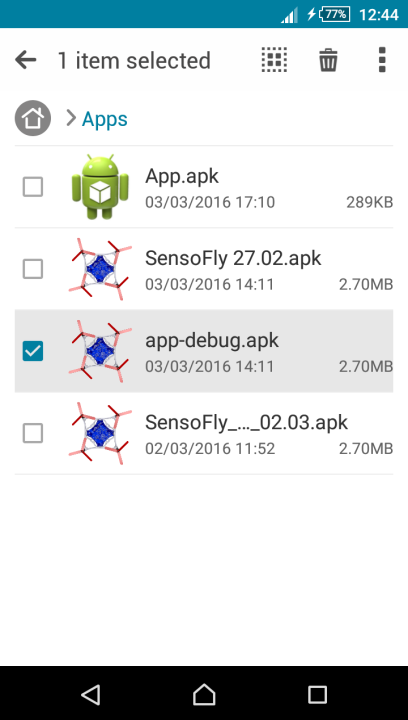 77% 12:44
1 item selected
Apps
App.apk
03/03/2016 17:10 289KB
SensoFly 27.02.apk
03/03/2016 14:11 2.70MB
app-debug.apk
03/03/2016 14:11 2.70MB
SensoFly_..._02.03.apk
02/03/2016 11:52 2.70MB